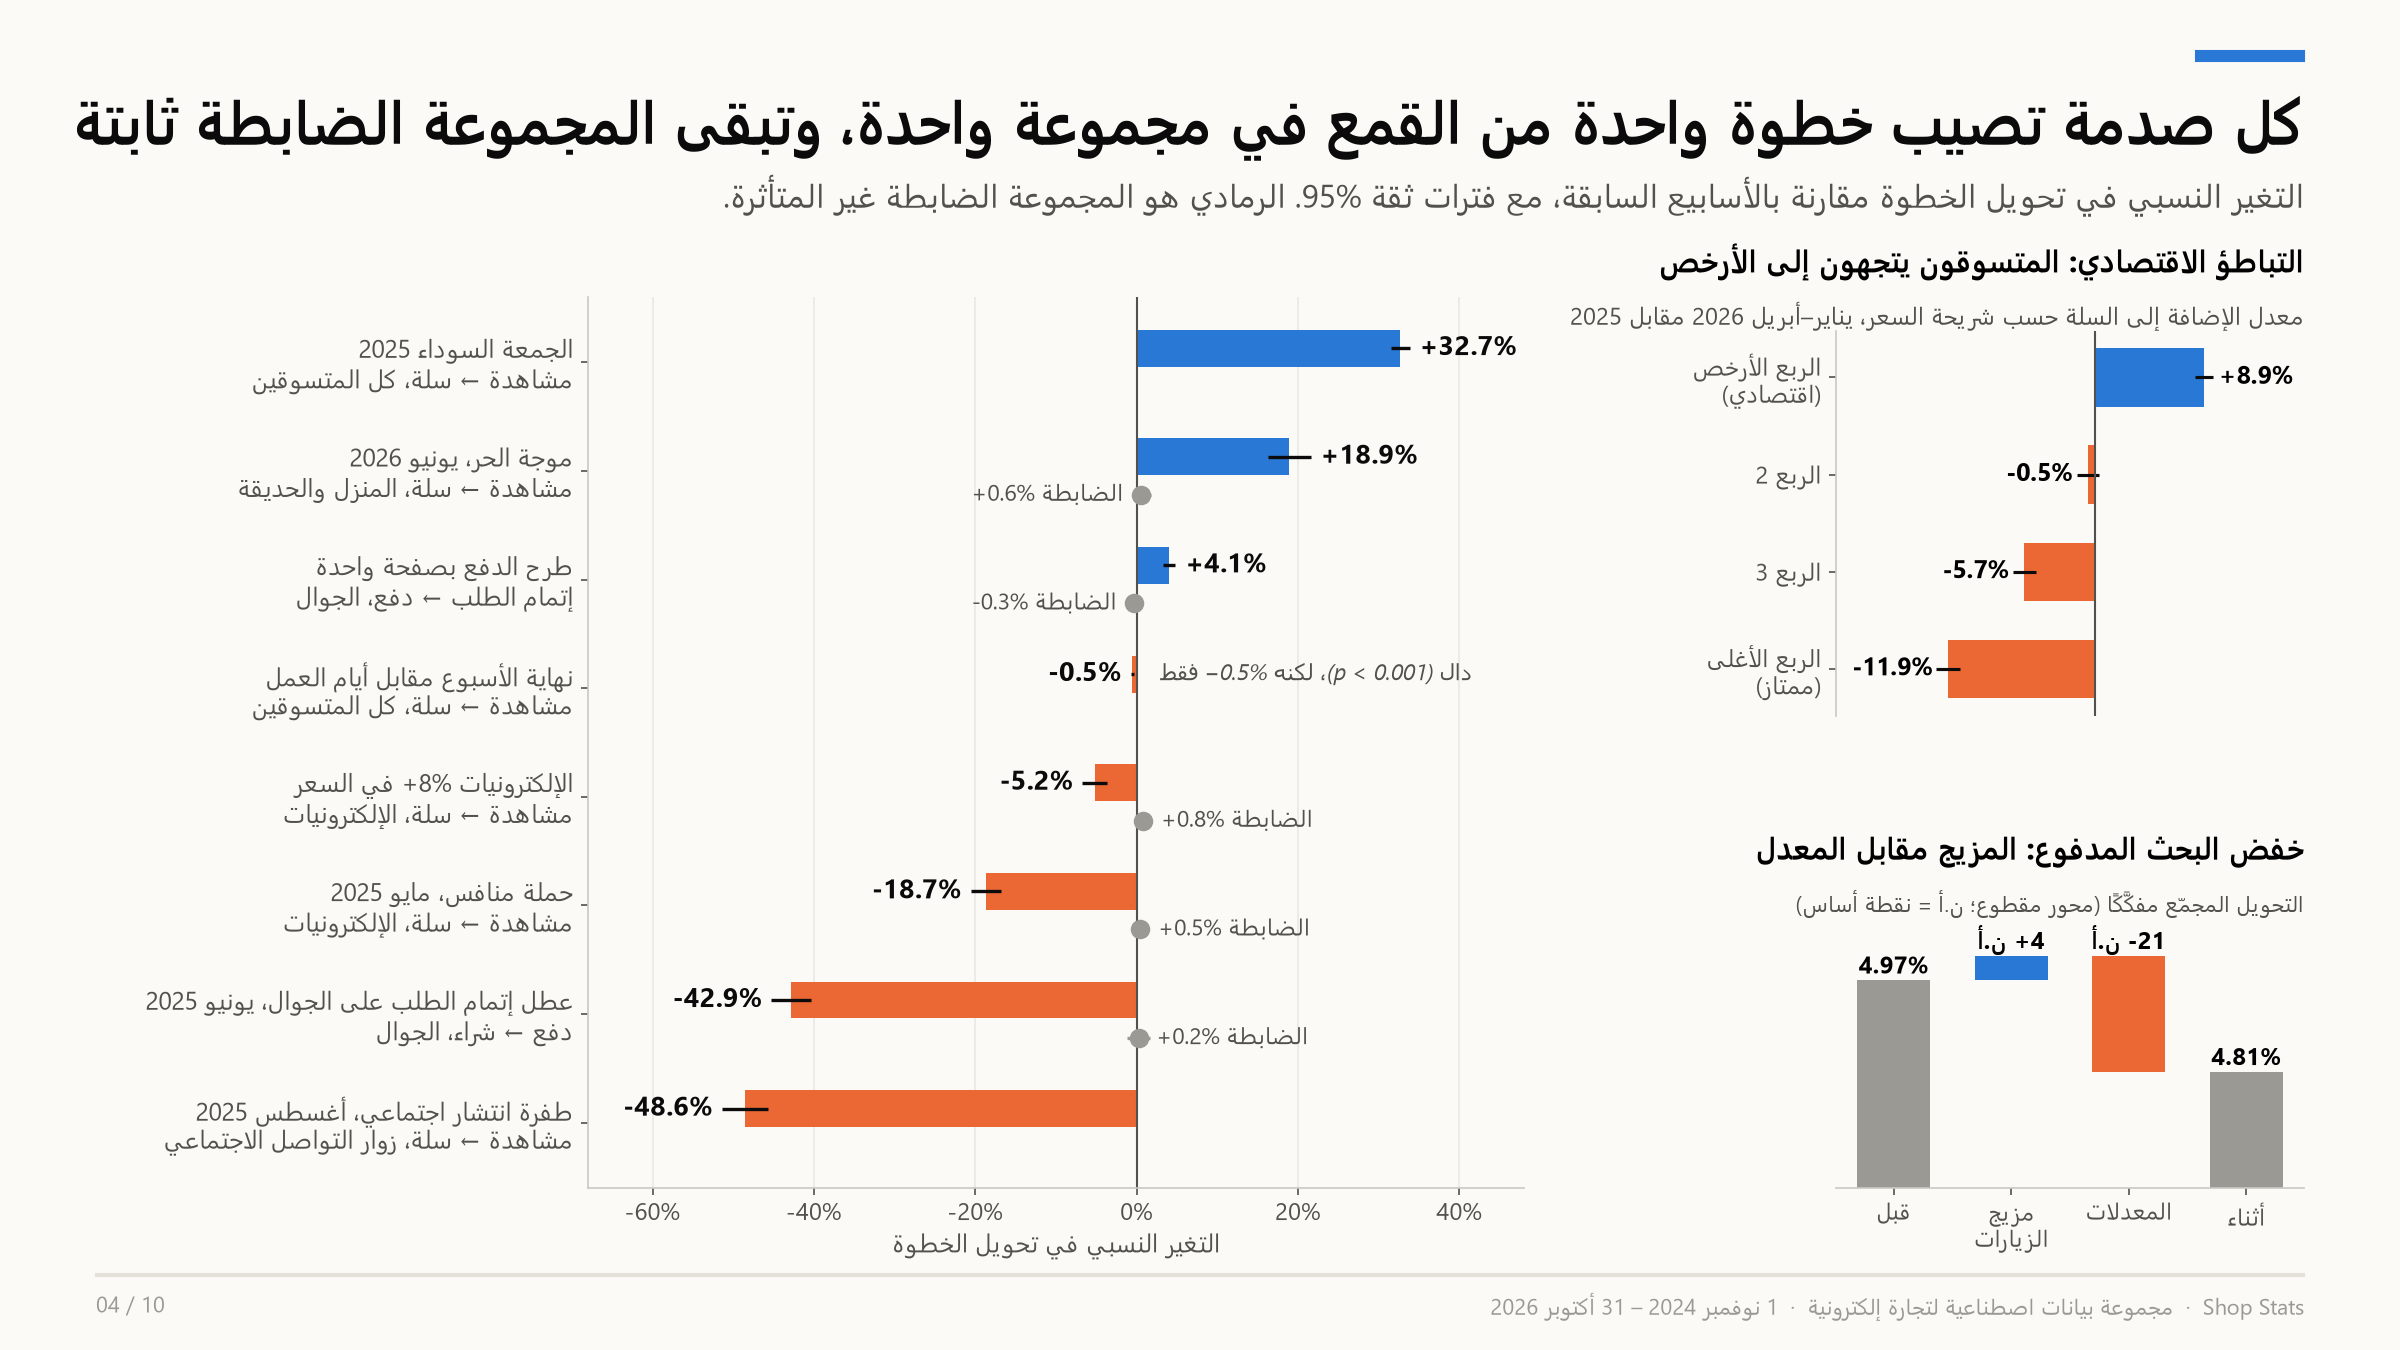 كل صدمة تصيب خطوة واحدة من القمع في مجموعة واحدة، وتبقى المجموعة الضابطة ثابتة
التغير النسبي في تحويل الخطوة مقارنة بالأسابيع السابقة، مع فترات ثقة 95%. الرمادي هو المجموعة الضابطة غير المتأثرة.
التباطؤ الاقتصادي: المتسوقون يتجهون إلى الأرخص
معدل الإضافة إلى السلة حسب شريحة السعر، يناير–أبريل 2026 مقابل 2025
الربع الأرخص
(اقتصادي)
+8.9%
الربع 2
-0.5%
الربع 3
-5.7%
الربع الأغلى
(ممتاز)
-11.9%
خفض البحث المدفوع: المزيج مقابل المعدل
التحويل المجمّع مفكَّكًا (محور مقطوع؛ ن.أ = نقطة أساس)
4.97%
+4 ن.أ
-21 ن.أ
4.81%
قبل
مزيج
الزيارات
المعدلات
أثناء
الجمعة السوداء 2025
مشاهدة ← سلة، كل المتسوقين
+32.7%
موجة الحر، يونيو 2026
مشاهدة ← سلة، المنزل والحديقة
+18.9%
الضابطة +0.6%
طرح الدفع بصفحة واحدة
إتمام الطلب ← دفع، الجوال
+4.1%
الضابطة -0.3%
نهاية الأسبوع مقابل أيام العمل
مشاهدة ← سلة، كل المتسوقين
-0.5%
دال (p < 0.001)، لكنه −0.5% فقط
الإلكترونيات +8% في السعر
مشاهدة ← سلة، الإلكترونيات
-5.2%
الضابطة +0.8%
حملة منافس، مايو 2025
مشاهدة ← سلة، الإلكترونيات
-18.7%
الضابطة +0.5%
عطل إتمام الطلب على الجوال، يونيو 2025
دفع ← شراء، الجوال
-42.9%
الضابطة +0.2%
طفرة انتشار اجتماعي، أغسطس 2025
مشاهدة ← سلة، زوار التواصل الاجتماعي
-48.6%
-60% -40% -20% 0% 20% 40%
التغير النسبي في تحويل الخطوة
Shop Stats · مجموعة بيانات اصطناعية لتجارة إلكترونية · 1 نوفمبر 2024 – 31 أكتوبر 2026
04 / 10